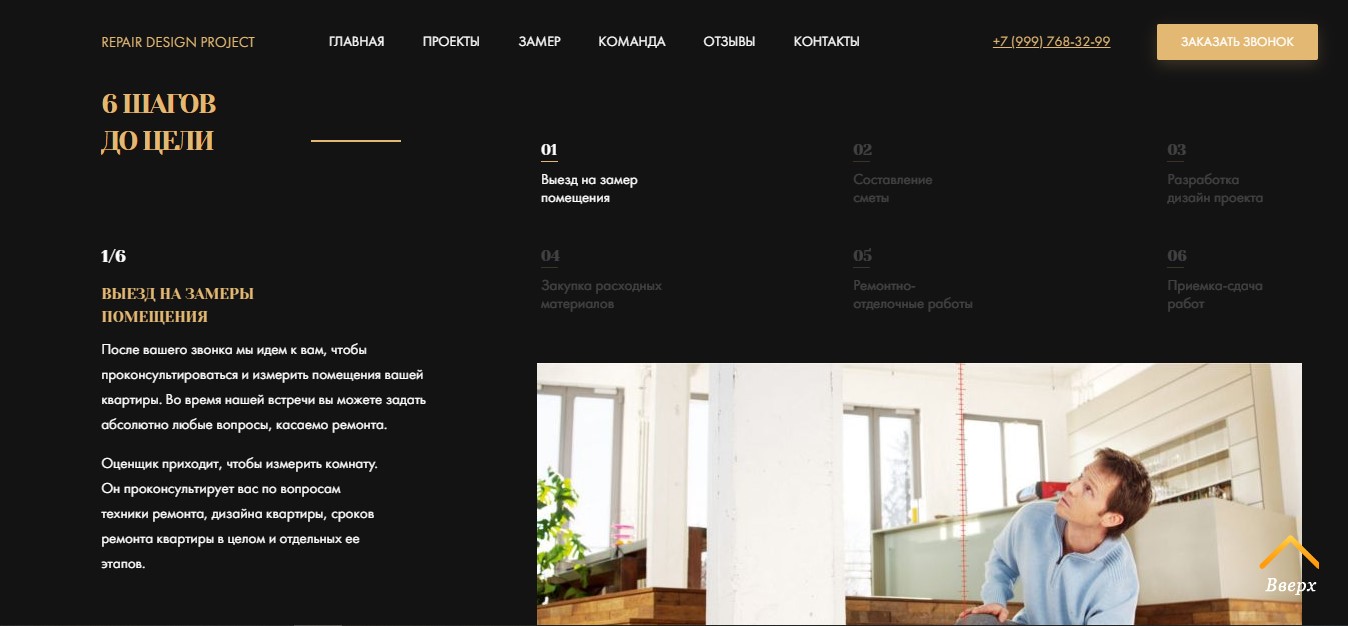 REPAIR DESIGN PROJECT
ГЛАВНАЯ
ПРОЕКТЫ
ЗАМЕР
КОМАНДА
ОТЗЫВЫ
КОНТАКТЫ
+7 (999) 768-32-99
ЗАКАЗАТЬ ЗВОНОК
6 ШАГОВ
ДО ЦЕЛИ
01
Выезд на замер
помещения
02
Составление
сметы
03
Разработка
дизайн проекта
04
Закупка расходных
материалов
05
Ремонтно-
отделочные работы
06
Приемка-сдача
работ
1/6
ВЫЕЗД НА ЗАМЕРЫ
ПОМЕЩЕНИЯ
После вашего звонка мы идем к вам, чтобы
проконсультироваться и измерить помещения вашей
квартиры. Во время нашей встречи вы можете задать
абсолютно любые вопросы, касаемо ремонта.
Оценщик приходит, чтобы измерить комнату.
Он проконсультирует вас по вопросам
техники ремонта, дизайна квартиры, сроков
ремонта квартиры в целом и отдельных ее
этапов.
Вверх